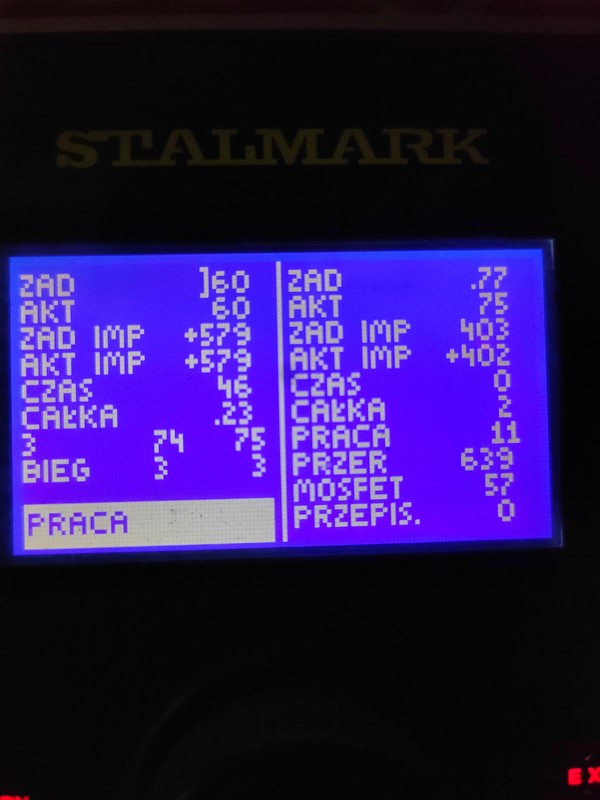 STALMARK
ZAD ]60
AKT 60
ZAD IMP +579
AKT IMP +579
CZAS 46
CAŁKA .23
3 74 75
BIEG 3 3
PRACA
ZAD .77
AKT 75
ZAD IMP 403
AKT IMP +402
CZAS 0
CAŁKA 2
PRACA 11
PRZER 639
MOSFET 57
PRZEPIS. 0
EX